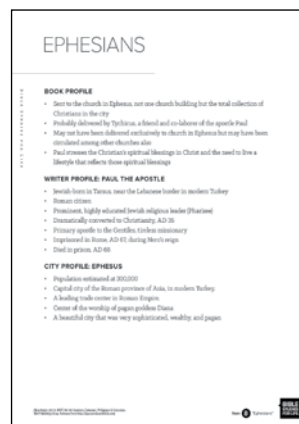 EPHESIANS
BOOK PROFILE
• Sent to the church in Ephesus, not one church building but the total collection of
Christians in the city
• Probably delivered by Tychicus, a friend and co-laborer of the apostle Paul
• May not have been delivered exclusively to church in Ephesus but may have been
circulated among other churches also
• Paul stresses the Christian's spiritual blessings in Christ and the need to live a
lifestyle that reflects those spiritual blessings
WRITER PROFILE: PAUL THE APOSTLE
• Jewish-born in Tarsus, near the Lebanese border in modern Turkey
• Roman citizen
• Prominent, highly educated Jewish religious leader (Pharisee)
• Dramatically converted to Christianity, AD 35
• Primary apostle to the Gentiles, tireless missionary
• Imprisoned in Rome, AD 67, during Nero's reign
• Died in prison, AD 68
CITY PROFILE: EPHESUS
• Population estimated at 300,000
• Capital city of the Roman province of Asia, in modern Turkey
• A leading trade center in Roman Empire
• Center of the worship of pagan goddess Diana
• A beautiful city that was very sophisticated, wealthy, and pagan
"Ephesians"
BIBLE
STUDIES
FOR LIFE